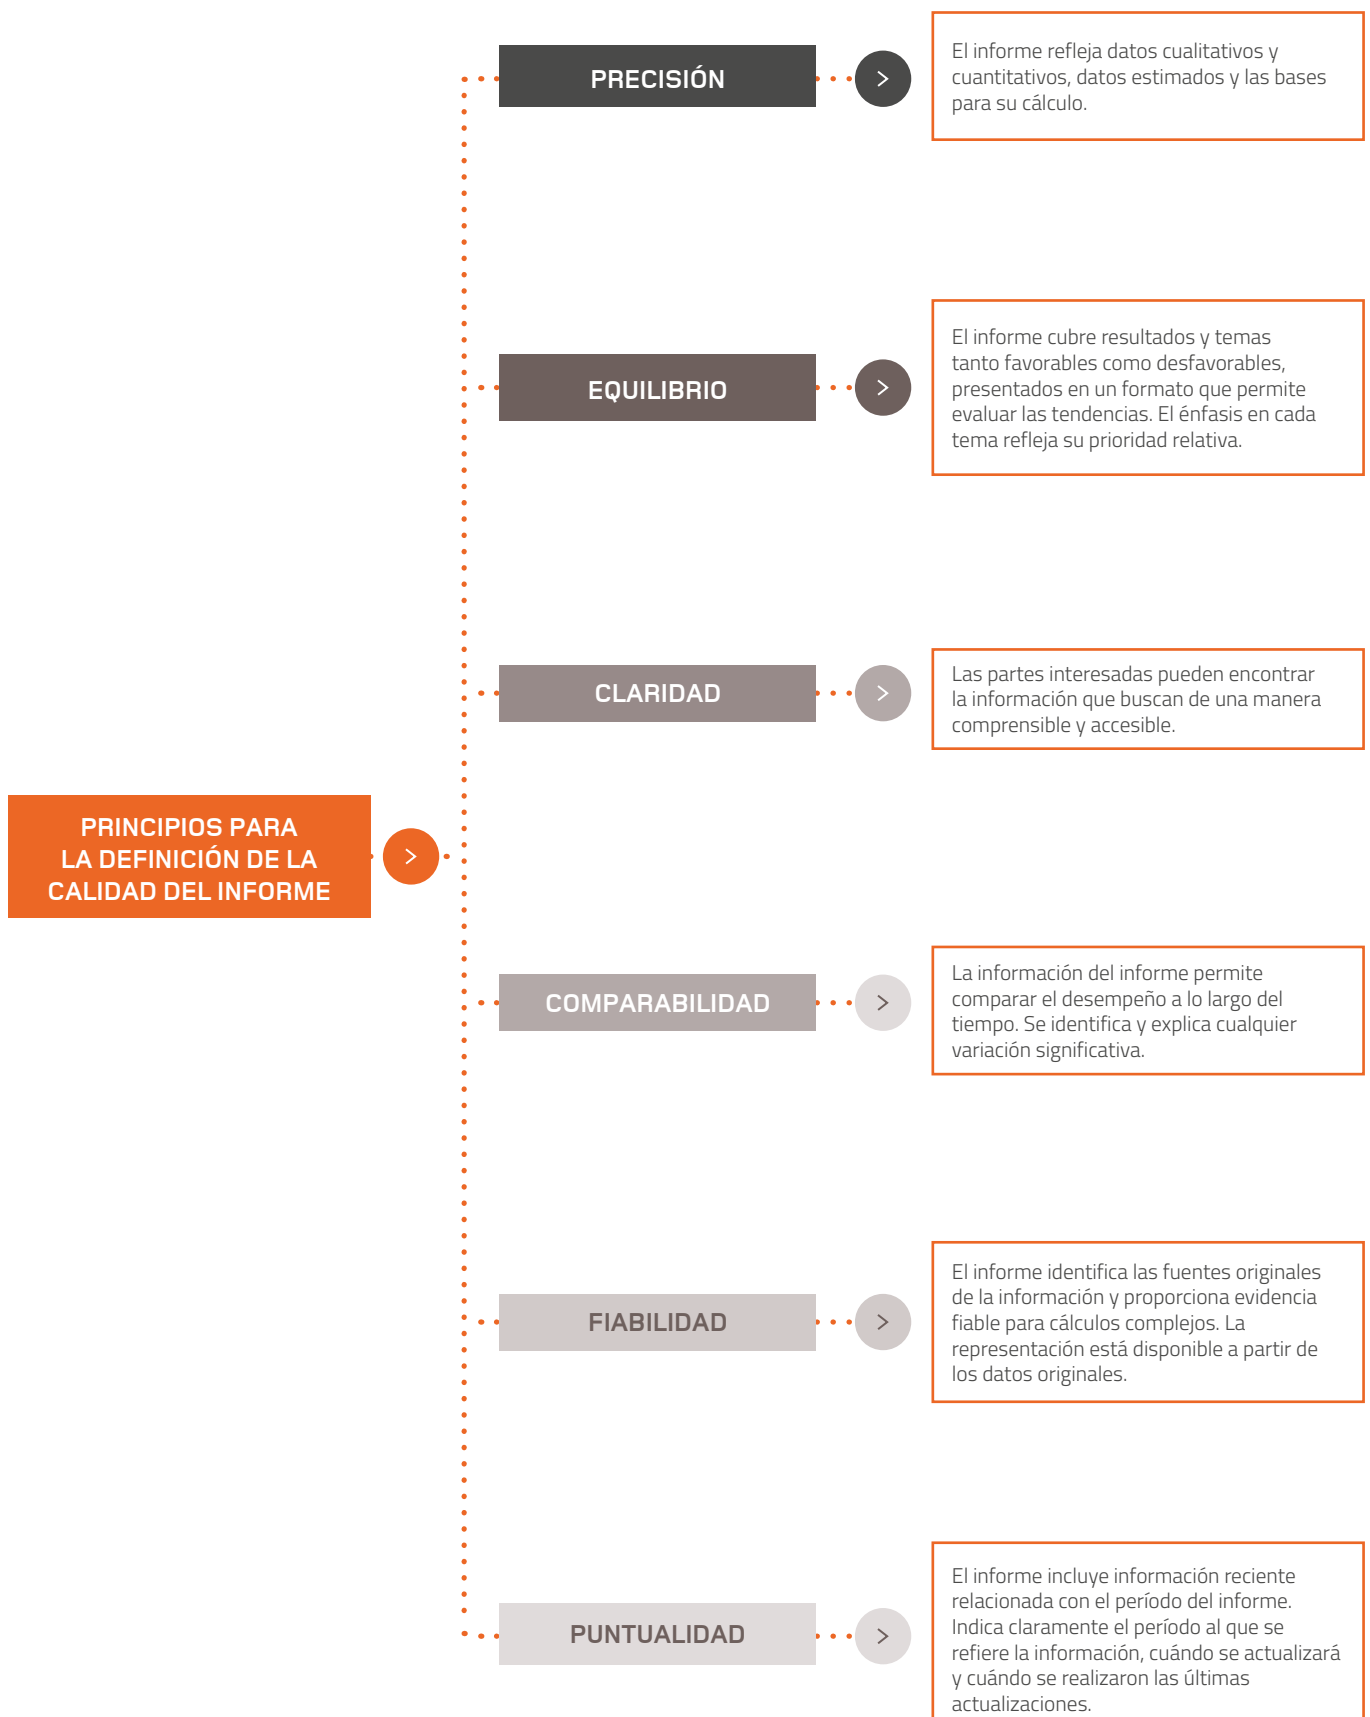 PRECISIÓN
El informe refleja datos cualitativos y
cuantitativos, datos estimados y las bases
para su cálculo.
EQUILIBRIO
El informe cubre resultados y temas
tanto favorables como desfavorables,
presentados en un formato que permite
evaluar las tendencias. El énfasis en cada
tema refleja su prioridad relativa.
CLARIDAD
Las partes interesadas pueden encontrar
la información que buscan de una manera
comprensible y accesible.
PRINCIPIOS PARA
LA DEFINICIÓN DE LA
CALIDAD DEL INFORME
COMPARABILIDAD
La información del informe permite
comparar el desempeño a lo largo del
tiempo. Se identifica y explica cualquier
variación significativa.
FIABILIDAD
El informe identifica las fuentes originales
de la información y proporciona evidencia
fiable para cálculos complejos. La
representación está disponible a partir de
los datos originales.
PUNTUALIDAD
El informe incluye información reciente
relacionada con el período del informe.
Indica claramente el período al que se
refiere la información, cuándo se actualizará
y cuándo se realizaron las últimas
actualizaciones.